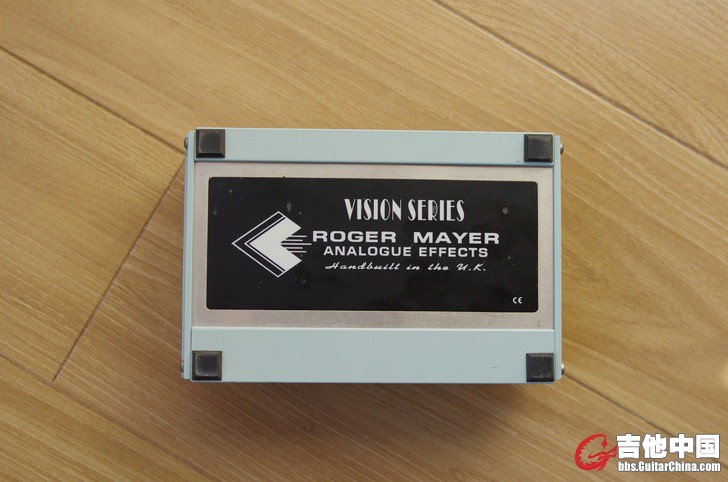 VISION SERIES
ROGER MAYER
ANALOGUE EFFECTS
Handbuilt in the U.K.
CE
吉他中国
bbs.GuitarChina.com